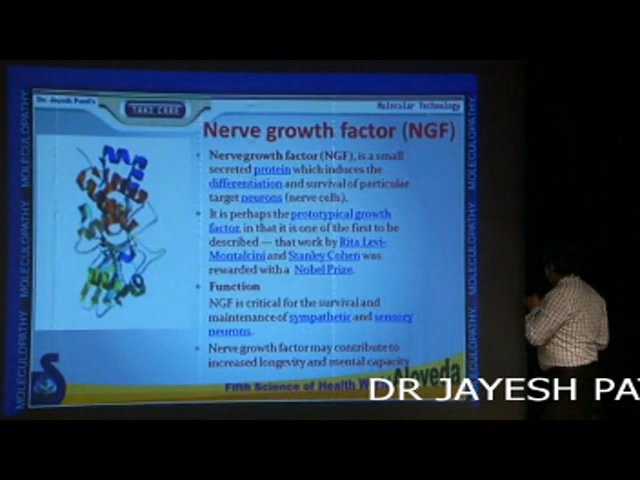 Dr. Jayesh Patel's
TAKE CARE
Molecular Technology
Nerve growth factor (NGF)
• Nerve growth factor (NGF), is a small
secreted protein which induces the
differentiation and survival of particular
target neurons (nerve cells).
• It is perhaps the prototypical growth
factor, in that it is one of the first to be
described — that work by Rita Levi-
Montalcini and Stanley Cohen was
rewarded with a Nobel Prize.
• Function
NGF is critical for the survival and
maintenance of sympathetic and sensory
neurons.
• Nerve growth factor may contribute to
increased longevity and mental capacity
Fifth Science of Health W
Aloveda
MOLECULOPATHY MOLECULOPATHY MOLECULOPATHY
MOLECULOPATHY MOLECULOPATHY MOLECULOPATHY
DR JAYESH PAT